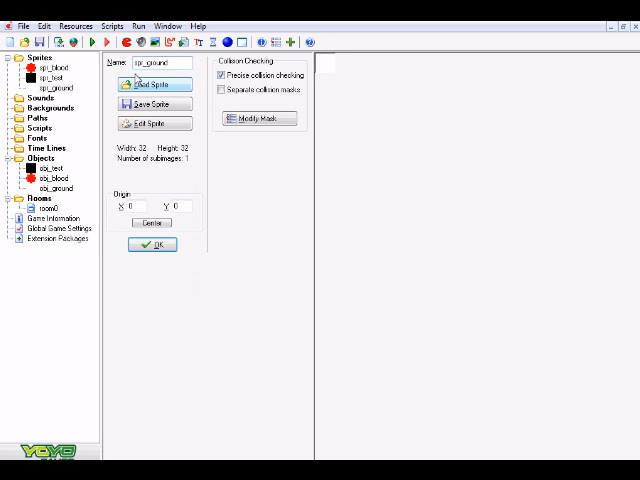 File Edit Resources Scripts Run Window Help
Sprites
spr_blood
spr_test
spr_ground
Sounds
Backgrounds
Paths
Scripts
Fonts
Time Lines
Objects
obj_test
obj_blood
obj_ground
Rooms
room0
Game Information
Global Game Settings
Extension Packages
YOYO
Name: spr_ground
Load Sprite
Save Sprite
Edit Sprite
Width: 32 Height: 32
Number of subimages: 1
Origin
X 0 Y 0
Center
OK
Collision Checking
Precise collision checking
Separate collision masks
Modify Mask